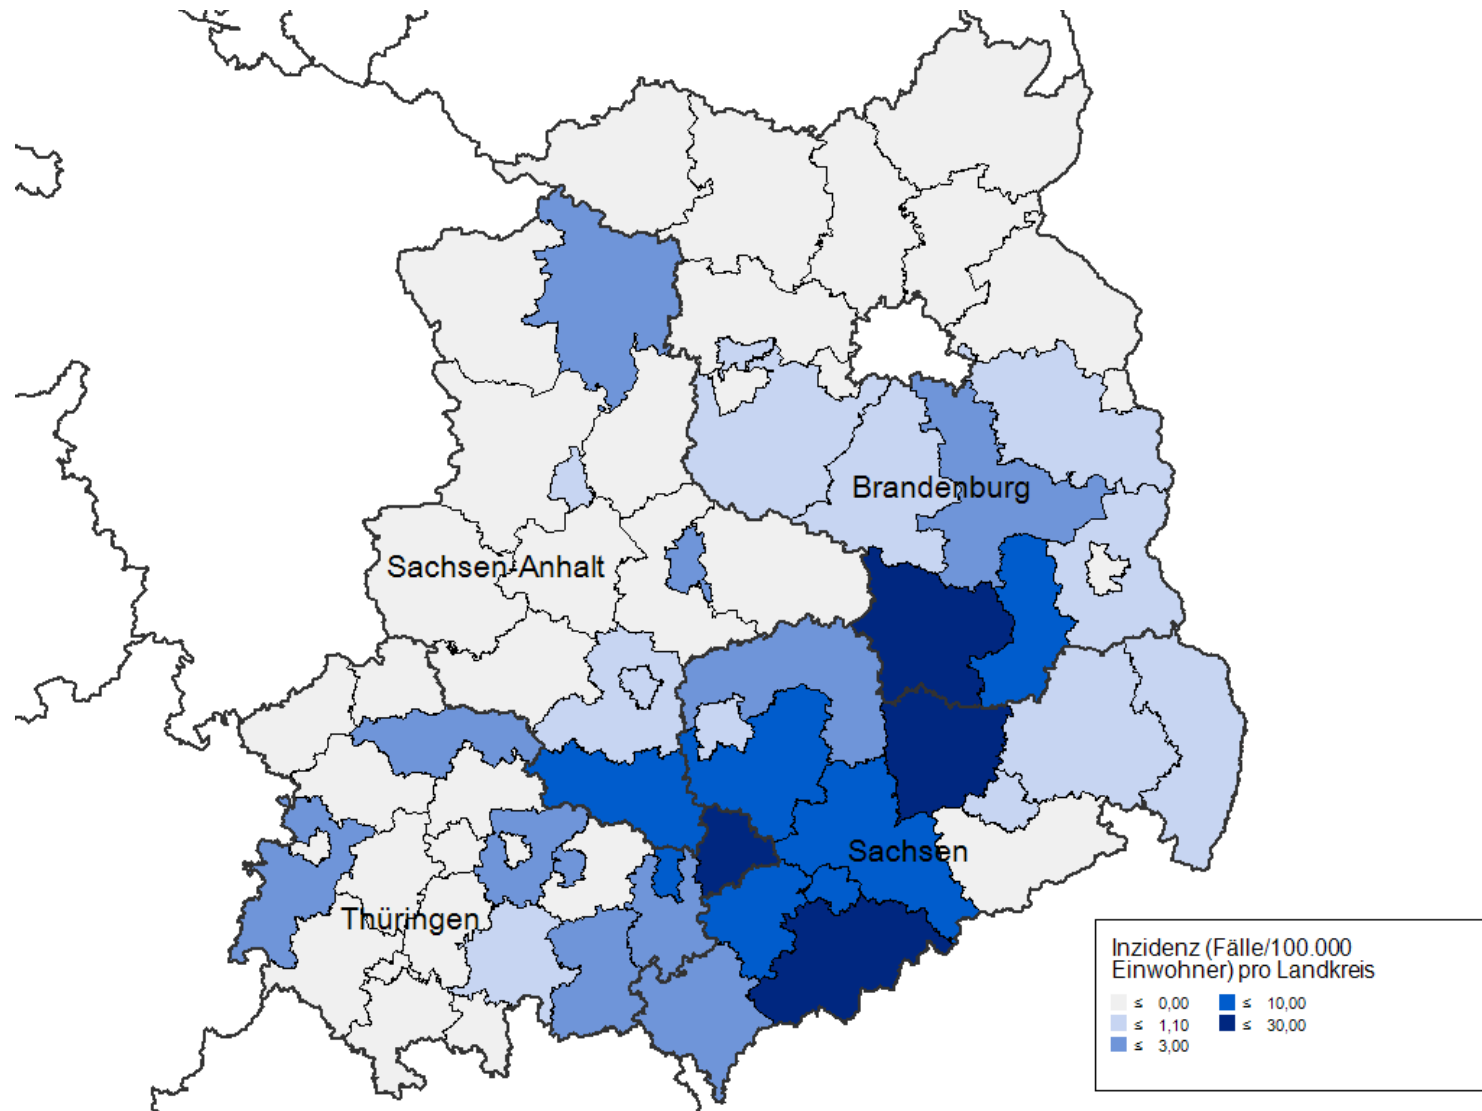 Brandenburg
Sachsen-Anhalt
Sachsen
Thüringen
Inzidenz (Fälle/100.000
Einwohner) pro Landkreis
≤ 0,00 ≤ 10,00
≤ 1,10 ≤ 30,00
≤ 3,00